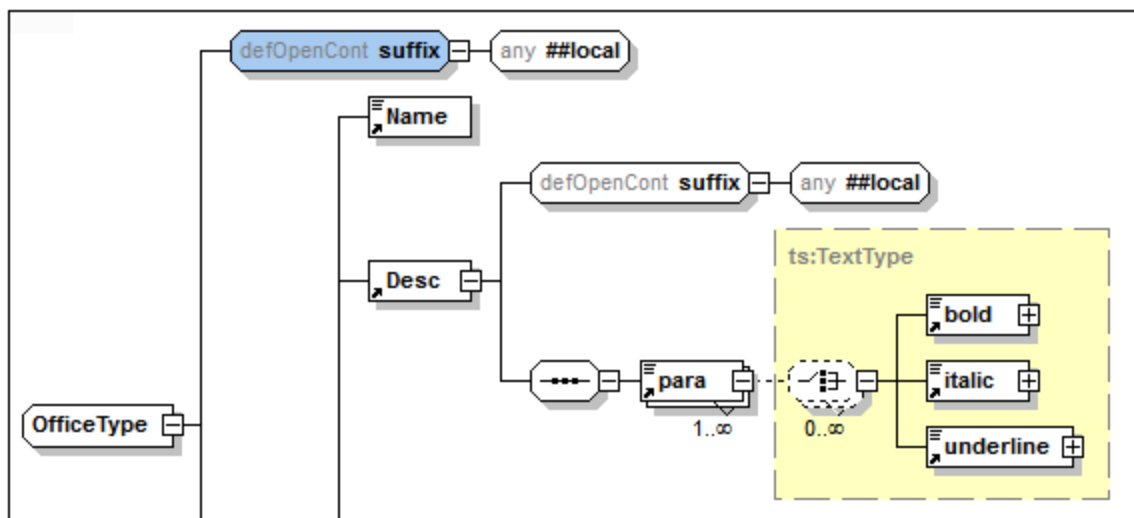 defOpenCont suffix any ##local
Name
defOpenCont suffix any ##local
ts:TextType
Desc
bold
para
italic
1..∞
0..∞
OfficeType
underline